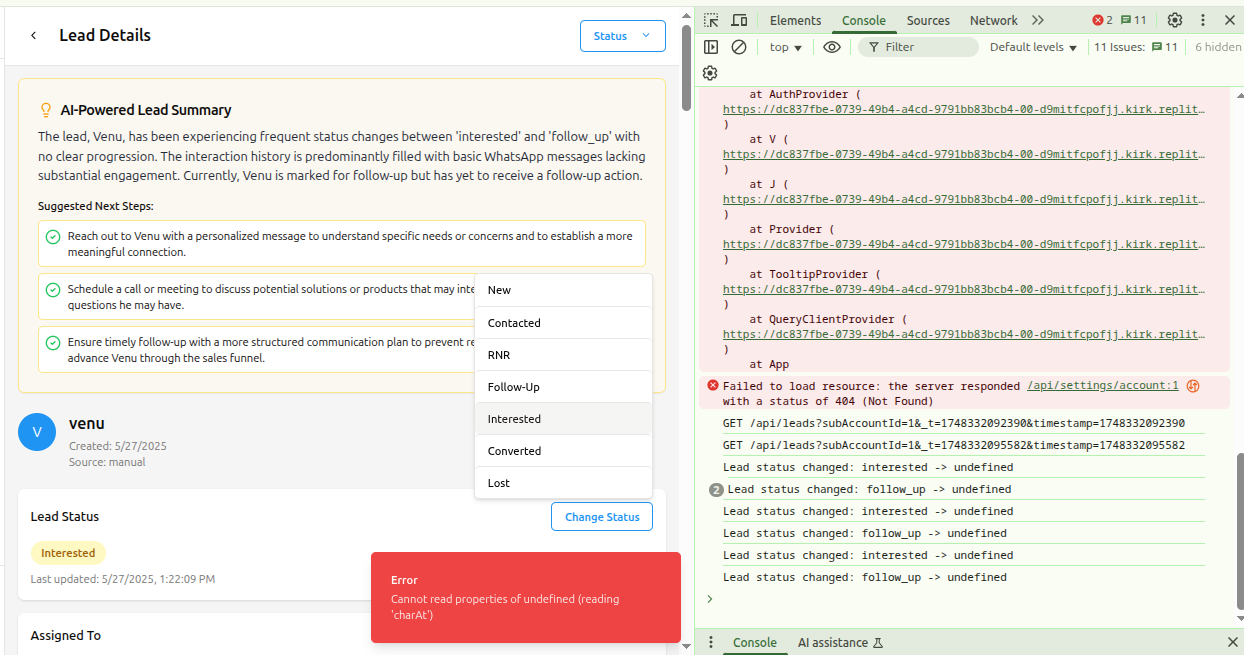 Lead Details
Status
AI-Powered Lead Summary
The lead, Venu, has been experiencing frequent status changes between 'interested' and 'follow_up' with
no clear progression. The interaction history is predominantly filled with basic WhatsApp messages lacking
substantial engagement. Currently, Venu is marked for follow-up but has yet to receive a follow-up action.
Suggested Next Steps:
Reach out to Venu with a personalized message to understand specific needs or concerns and to establish a more
meaningful connection.
Schedule a call or meeting to discuss potential solutions or products that may inte
questions he may have.
Ensure timely follow-up with a more structured communication plan to prevent re
advance Venu through the sales funnel.
New
Contacted
RNR
Follow-Up
Interested
Converted
Lost
V
venu
Created: 5/27/2025
Source: manual
Lead Status
Change Status
Interested
Last updated: 5/27/2025, 1:22:09 PM
Assigned To
Error
Cannot read properties of undefined (reading
'charAt')
Elements Console Sources Network 2 11
top Filter Default levels 11 Issues: 11 6 hidden
at AuthProvider (
https://dc837fbe-0739-49b4-a4cd-9791bb83bcb4-00-d9mitfcpofjj.kirk.replit…
)
at V (
https://dc837fbe-0739-49b4-a4cd-9791bb83bcb4-00-d9mitfcpofjj.kirk.replit…
)
at J (
https://dc837fbe-0739-49b4-a4cd-9791bb83bcb4-00-d9mitfcpofjj.kirk.replit…
)
at Provider (
https://dc837fbe-0739-49b4-a4cd-9791bb83bcb4-00-d9mitfcpofjj.kirk.replit…
)
at TooltipProvider (
https://dc837fbe-0739-49b4-a4cd-9791bb83bcb4-00-d9mitfcpofjj.kirk.replit…
)
at QueryClientProvider (
https://dc837fbe-0739-49b4-a4cd-9791bb83bcb4-00-d9mitfcpofjj.kirk.replit…
)
at App
Failed to load resource: the server responded /api/settings/account:1
with a status of 404 (Not Found)
GET /api/leads?subAccountId=1&_t=1748332092390&timestamp=1748332092390
GET /api/leads?subAccountId=1&_t=1748332095582&timestamp=1748332095582
Lead status changed: interested -> undefined
2 Lead status changed: follow_up -> undefined
Lead status changed: interested -> undefined
Lead status changed: follow_up -> undefined
Lead status changed: interested -> undefined
Lead status changed: follow_up -> undefined
Console AI assistance